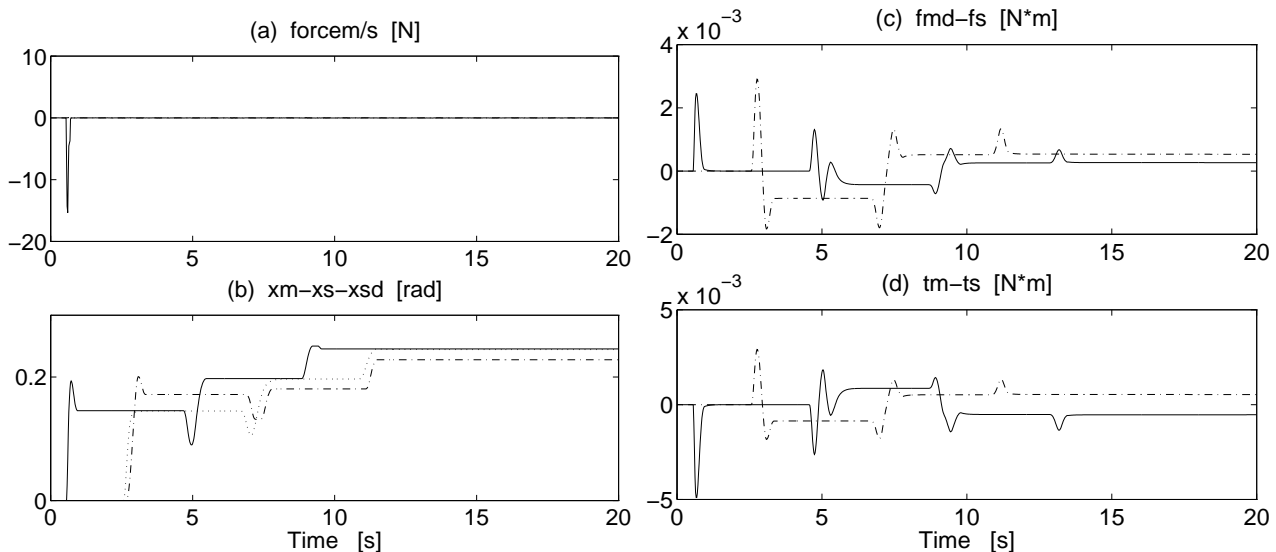 (a) forcem/s [N]
10
0
−10
−20
0 5 10 15 20
(b) xm−xs−xsd [rad]
0.2
0
0 5 10 15 20
Time [s]
(c) fmd−fs [N*m]
x 10−3
4
2
0
−2
0 5 10 15 20
(d) tm−ts [N*m]
x 10−3
5
0
−5
0 5 10 15 20
Time [s]